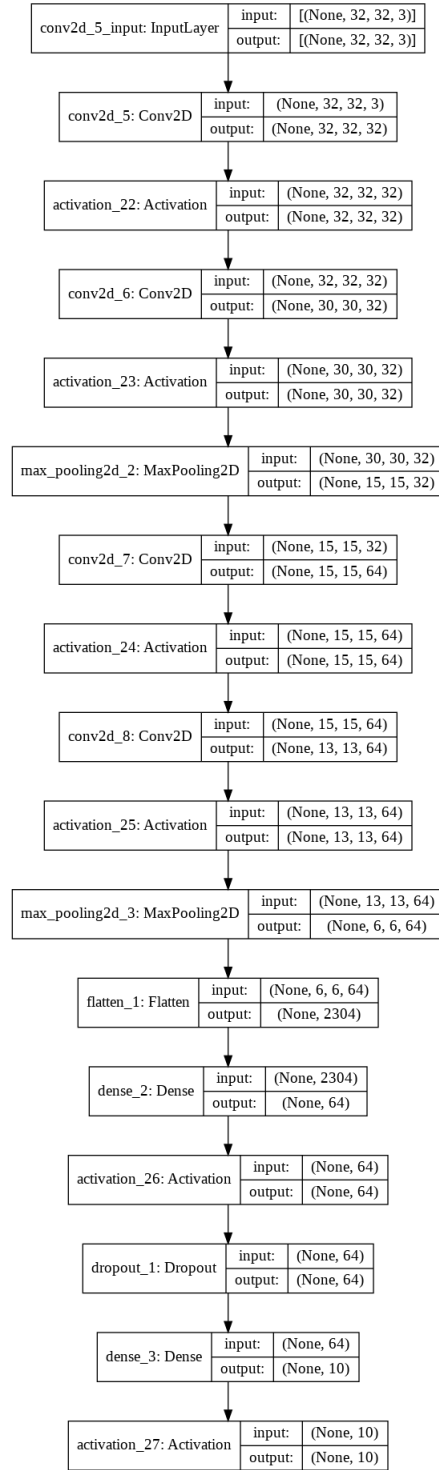 conv2d_5_input: InputLayer
input: [(None, 32, 32, 3)]
output: [(None, 32, 32, 3)]
conv2d_5: Conv2D
input: (None, 32, 32, 3)
output: (None, 32, 32, 32)
activation_22: Activation
input: (None, 32, 32, 32)
output: (None, 32, 32, 32)
conv2d_6: Conv2D
input: (None, 32, 32, 32)
output: (None, 30, 30, 32)
activation_23: Activation
input: (None, 30, 30, 32)
output: (None, 30, 30, 32)
max_pooling2d_2: MaxPooling2D
input: (None, 30, 30, 32)
output: (None, 15, 15, 32)
conv2d_7: Conv2D
input: (None, 15, 15, 32)
output: (None, 15, 15, 64)
activation_24: Activation
input: (None, 15, 15, 64)
output: (None, 15, 15, 64)
conv2d_8: Conv2D
input: (None, 15, 15, 64)
output: (None, 13, 13, 64)
activation_25: Activation
input: (None, 13, 13, 64)
output: (None, 13, 13, 64)
max_pooling2d_3: MaxPooling2D
input: (None, 13, 13, 64)
output: (None, 6, 6, 64)
flatten_1: Flatten
input: (None, 6, 6, 64)
output: (None, 2304)
dense_2: Dense
input: (None, 2304)
output: (None, 64)
activation_26: Activation
input: (None, 64)
output: (None, 64)
dropout_1: Dropout
input: (None, 64)
output: (None, 64)
dense_3: Dense
input: (None, 64)
output: (None, 10)
activation_27: Activation
input: (None, 10)
output: (None, 10)